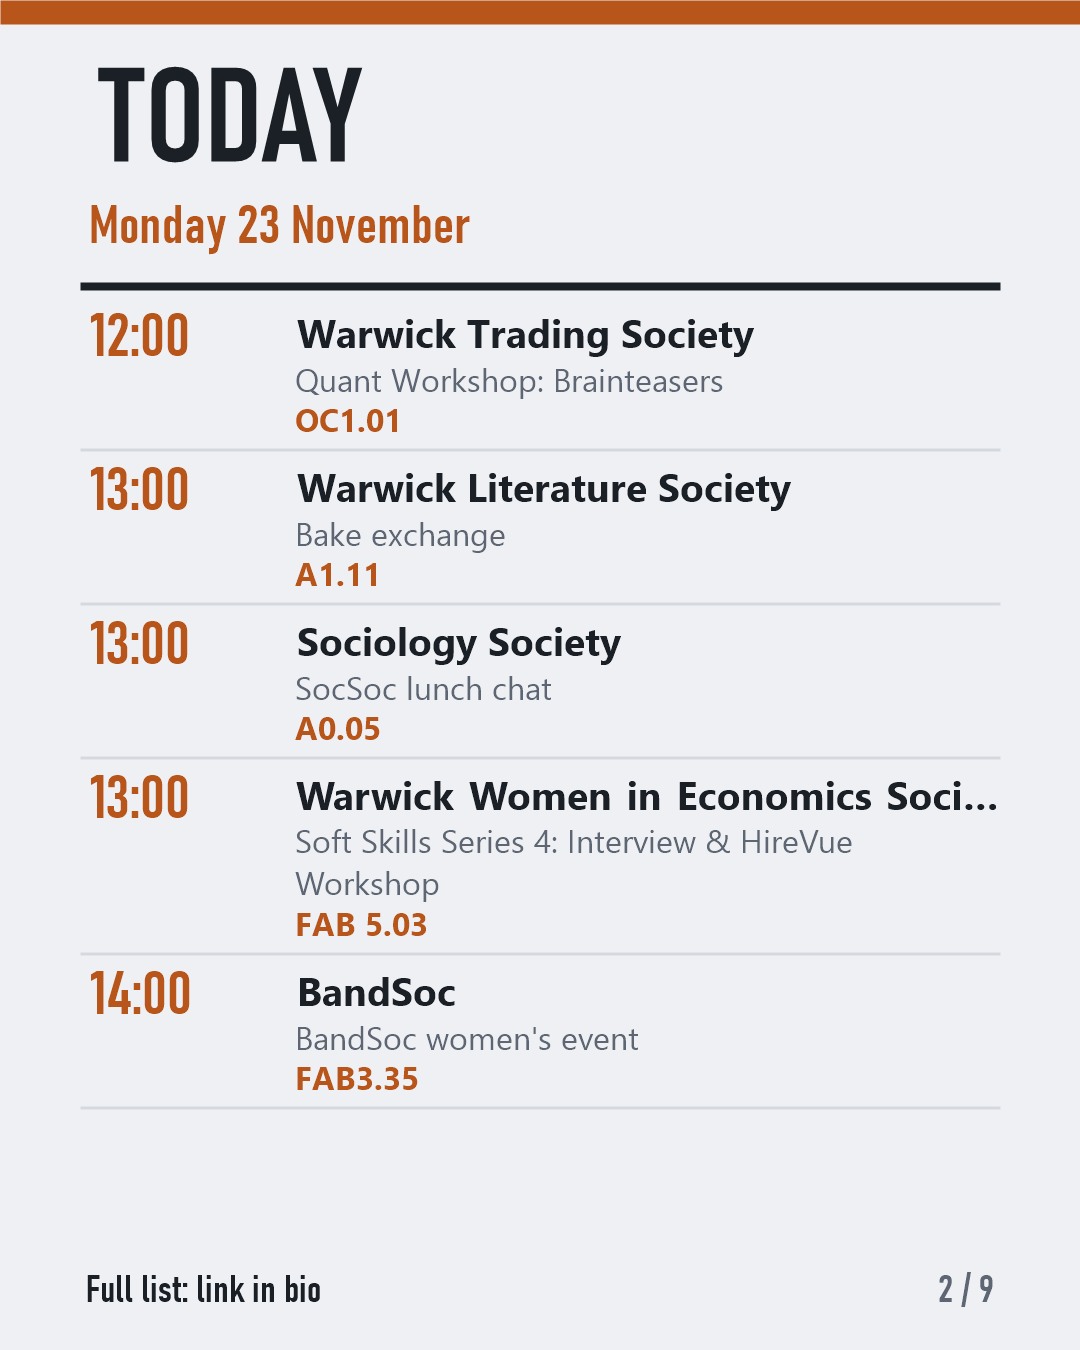 TODAY
Monday 23 November
12:00
Warwick Trading Society
Quant Workshop: Brainteasers
OC1.01
13:00
Warwick Literature Society
Bake exchange
A1.11
13:00
Sociology Society
SocSoc lunch chat
A0.05
13:00
Warwick Women in Economics Soci...
Soft Skills Series 4: Interview & HireVue
Workshop
FAB 5.03
14:00
BandSoc
BandSoc women's event
FAB3.35
Full list: link in bio
2 / 9